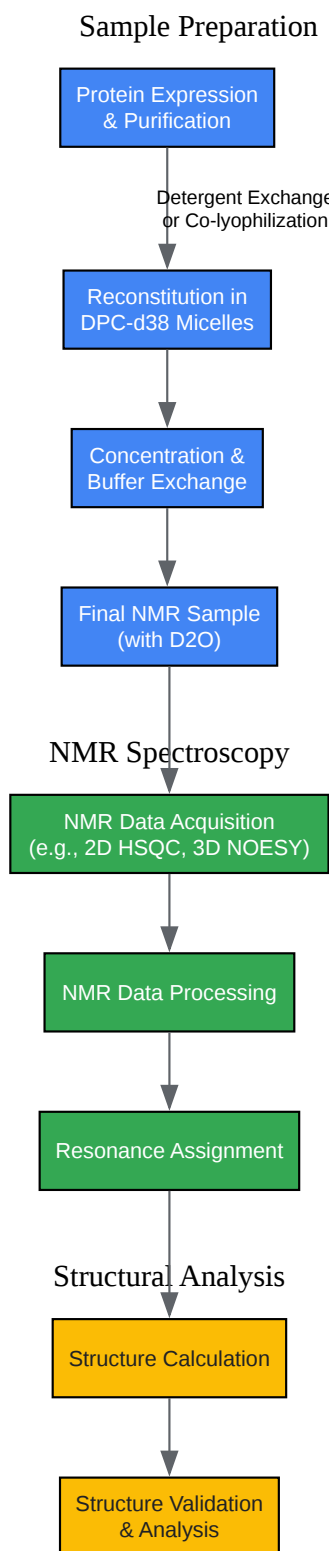 Sample Preparation
Protein Expression
& Purification
Detergent Exchange
or Co-lyophilization
Reconstitution in
DPC-d38 Micelles
Concentration &
Buffer Exchange
Final NMR Sample
(with D2O)
NMR Spectroscopy
NMR Data Acquisition
(e.g., 2D HSQC, 3D NOESY)
NMR Data Processing
Resonance Assignment
Structural Analysis
Structure Calculation
Structure Validation
& Analysis